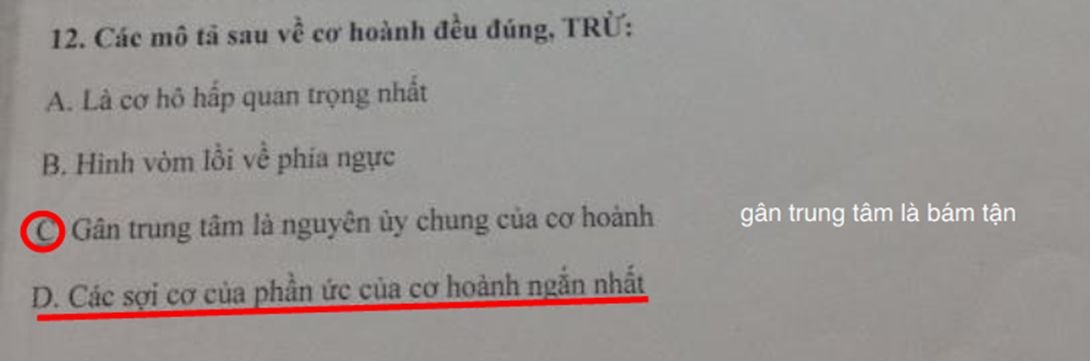 12. Các mô tả sau về cơ hoành đều đúng, TRỪ:
A. Là cơ hô hấp quan trọng nhất
B. Hình vòm lồi về phía ngực
C Gân trung tâm là nguyên ủy chung của cơ hoành
gân trung tâm là bám tận
D. Các sợi cơ của phần ức của cơ hoành ngắn nhất